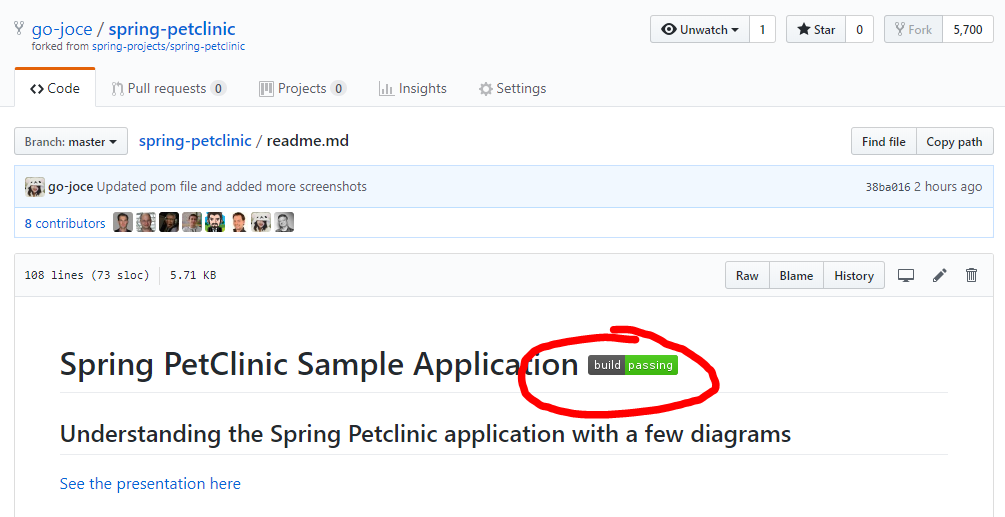 go-joce / spring-petclinic
forked from spring-projects/spring-petclinic
Unwatch 1 Star 0 Fork 5,700
Code Pull requests 0 Projects 0 Insights Settings
Branch: master spring-petclinic / readme.md Find file Copy path
go-joce Updated pom file and added more screenshots 38ba016 2 hours ago
8 contributors
108 lines (73 sloc) 5.71 KB Raw Blame History
Spring PetClinic Sample Application build passing
Understanding the Spring Petclinic application with a few diagrams
See the presentation here